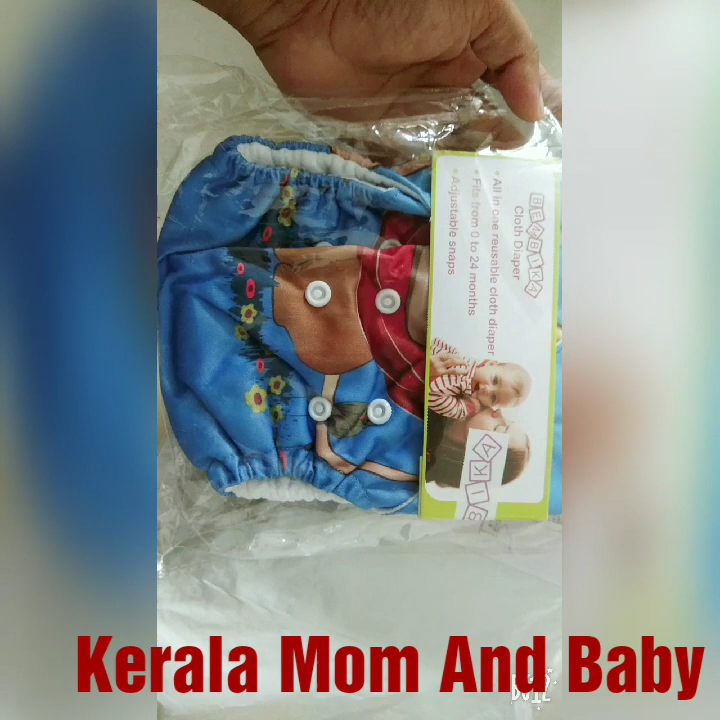 BEABIKA
Cloth Diaper
• All in one reusable cloth diaper
• Fits from 0 to 24 months
• Adjustable snaps
BIKA
Kerala Mom And Baby